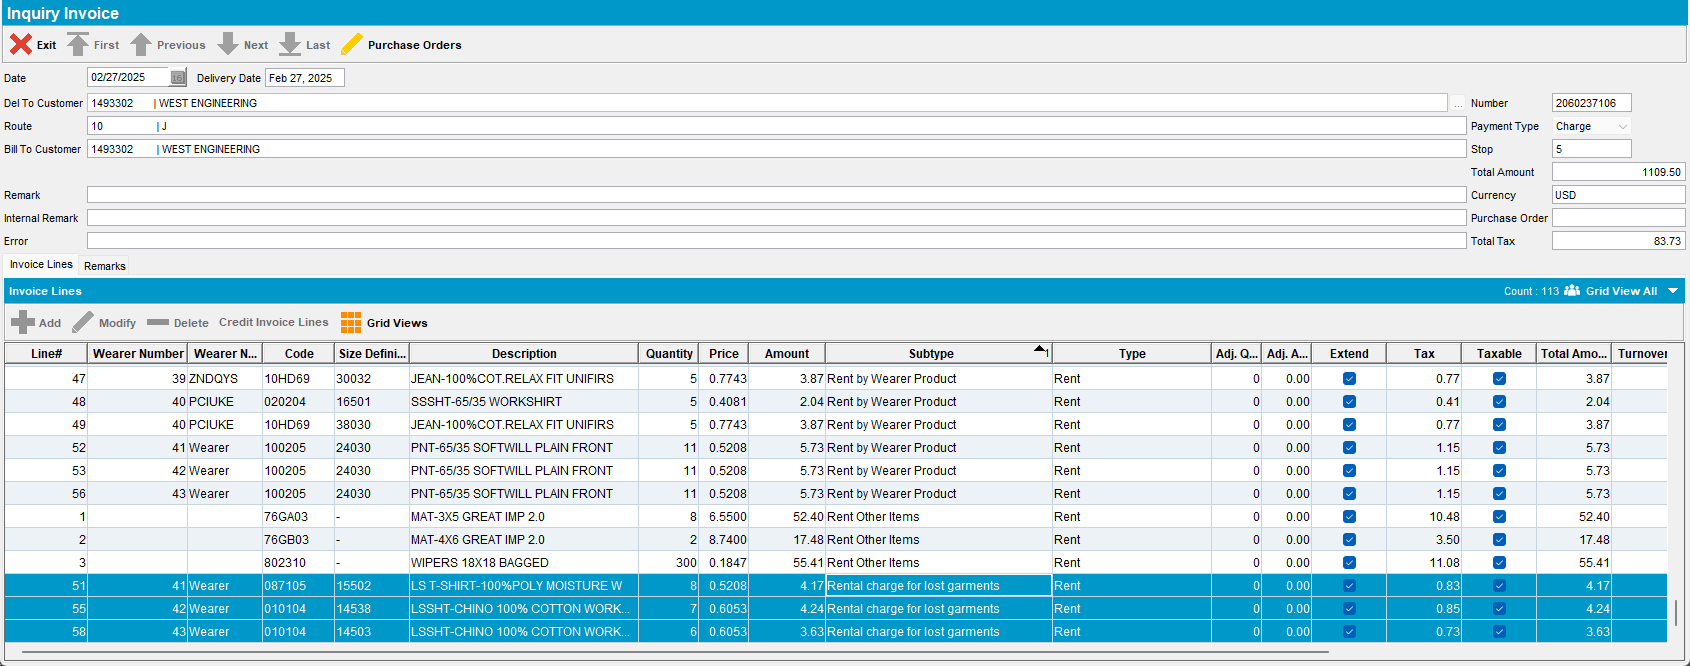 Inquiry Invoice
Exit First Previous Next Last Purchase Orders
Date 02/27/2025 16 Delivery Date Feb 27, 2025
Del To Customer 1493302 | WEST ENGINEERING ... Number 2060237106
Route 10 | J Payment Type Charge
Bill To Customer 1493302 | WEST ENGINEERING Stop 5
Total Amount 1109.50
Remark Currency USD
Internal Remark Purchase Order
Error Total Tax 83.73
Invoice Lines Remarks
Invoice Lines Count : 113 Grid View All
Add Modify Delete Credit Invoice Lines Grid Views
Line# Wearer Number Wearer N... Code Size Defini... Description Quantity Price Amount Subtype 1 Type Adj. Q... Adj. A... Extend Tax Taxable Total Amo... Turnover
47 39 ZNDQYS 10HD69 30032 JEAN-100%COT.RELAX FIT UNIFIRS 5 0.7743 3.87 Rent by Wearer Product Rent 0 0.00 0.77 3.87
48 40 PCIUKE 020204 16501 SSSHT-65/35 WORKSHIRT 5 0.4081 2.04 Rent by Wearer Product Rent 0 0.00 0.41 2.04
49 40 PCIUKE 10HD69 38030 JEAN-100%COT.RELAX FIT UNIFIRS 5 0.7743 3.87 Rent by Wearer Product Rent 0 0.00 0.77 3.87
52 41 Wearer 100205 24030 PNT-65/35 SOFTWILL PLAIN FRONT 11 0.5208 5.73 Rent by Wearer Product Rent 0 0.00 1.15 5.73
53 42 Wearer 100205 24030 PNT-65/35 SOFTWILL PLAIN FRONT 11 0.5208 5.73 Rent by Wearer Product Rent 0 0.00 1.15 5.73
56 43 Wearer 100205 24030 PNT-65/35 SOFTWILL PLAIN FRONT 11 0.5208 5.73 Rent by Wearer Product Rent 0 0.00 1.15 5.73
1 76GA03 - MAT-3X5 GREAT IMP 2.0 8 6.5500 52.40 Rent Other Items Rent 0 0.00 10.48 52.40
2 76GB03 - MAT-4X6 GREAT IMP 2.0 2 8.7400 17.48 Rent Other Items Rent 0 0.00 3.50 17.48
3 802310 - WIPERS 18X18 BAGGED 300 0.1847 55.41 Rent Other Items Rent 0 0.00 11.08 55.41
51 41 Wearer 087105 15502 LS T-SHIRT-100%POLY MOISTURE W 8 0.5208 4.17 Rental charge for lost garments Rent 0 0.00 0.83 4.17
55 42 Wearer 010104 14538 LSSHT-CHINO 100% COTTON WORK... 7 0.6053 4.24 Rental charge for lost garments Rent 0 0.00 0.85 4.24
58 43 Wearer 010104 14503 LSSHT-CHINO 100% COTTON WORK... 6 0.6053 3.63 Rental charge for lost garments Rent 0 0.00 0.73 3.63